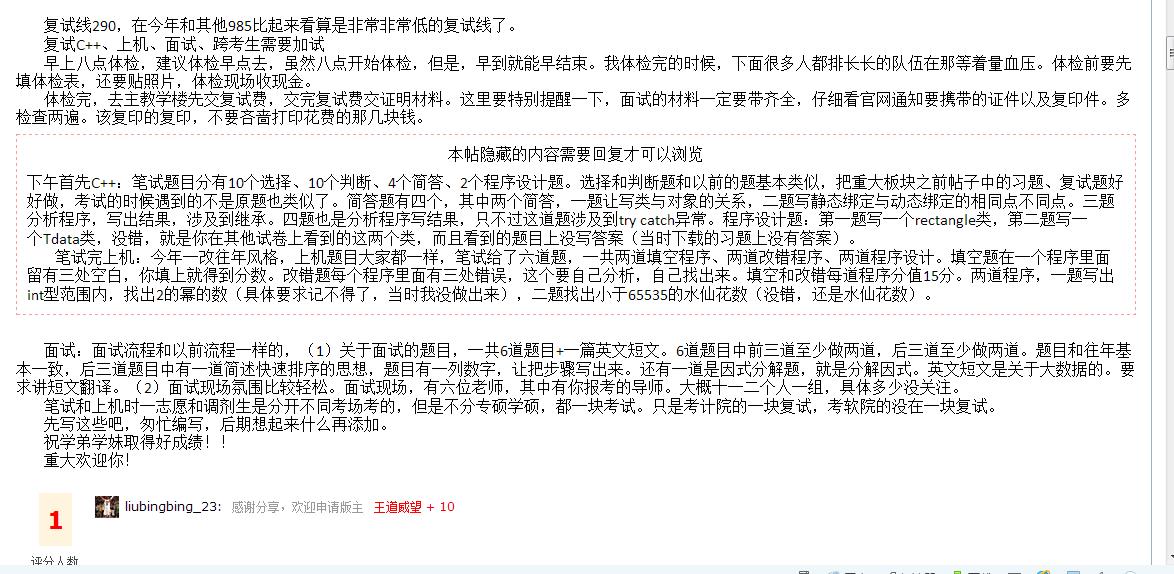 复试线290，在今年和其他985比起来看算是非常非常低的复试线了。
复试C++、上机、面试、跨考生需要加试
早上八点体检，建议体检早点去，虽然八点开始体检，但是，早到就能早结束。我体检完的时候，下面很多人都排长长的队伍在那等着量血压。体检前要先
填体检表，还要贴照片，体检现场收现金。
体检完，去主教学楼先交复试费，交完复试费交证明材料。这里要特别提醒一下，面试的材料一定要带齐全，仔细看官网通知要携带的证件以及复印件。多
检查两遍。该复印的复印，不要吝啬打印花费的那几块钱。
本帖隐藏的内容需要回复才可以浏览
下午首先C++：笔试题目分有10个选择、10个判断、4个简答、2个程序设计题。选择和判断题和以前的题基本类似，把重大板块之前帖子中的习题、复试题好
好做，考试的时候遇到的不是原题也类似了。简答题有四个，其中两个简答，一题让写类与对象的关系，二题写静态绑定与动态绑定的相同点不同点。三题
分析程序，写出结果，涉及到继承。四题也是分析程序写结果，只不过这道题涉及到try catch异常。程序设计题：第一题写一个rectangle类，第二题写一
个Tdata类，没错，就是你在其他试卷上看到的这两个类，而且看到的题目上没写答案（当时下载的习题上没有答案）。
笔试完上机：今年一改往年风格，上机题目大家都一样，笔试给了六道题，一共两道填空程序、两道改错程序、两道程序设计。填空题在一个程序里面
留有三处空白，你填上就得到分数。改错题每个程序里面有三处错误，这个要自己分析，自己找出来。填空和改错每道程序分值15分。两道程序，一题写出
int型范围内，找出2的幂的数（具体要求记不得了，当时我没做出来），二题找出小于65535的水仙花数（没错，还是水仙花数）。
面试：面试流程和以前流程一样的，（1）关于面试的题目，一共6道题目+一篇英文短文。6道题目中前三道至少做两道，后三道至少做两道。题目和往年基
本一致，后三道题目中有一道简述快速排序的思想，题目有一列数字，让把步骤写出来。还有一道是因式分解题，就是分解因式。英文短文是关于大数据的。要
求讲短文翻译。（2）面试现场氛围比较轻松。面试现场，有六位老师，其中有你报考的导师。大概十一二个人一组，具体多少没关注。
笔试和上机时一志愿和调剂生是分开不同考场考的，但是不分专硕学硕，都一块考试。只是考计院的一块复试，考软院的没在一块复试。
先写这些吧，匆忙编写，后期想起来什么再添加。
祝学弟学妹取得好成绩！！
重大欢迎你！
1
liubingbing_23: 感谢分享，欢迎申请版主 王道威望 + 10
评分人数